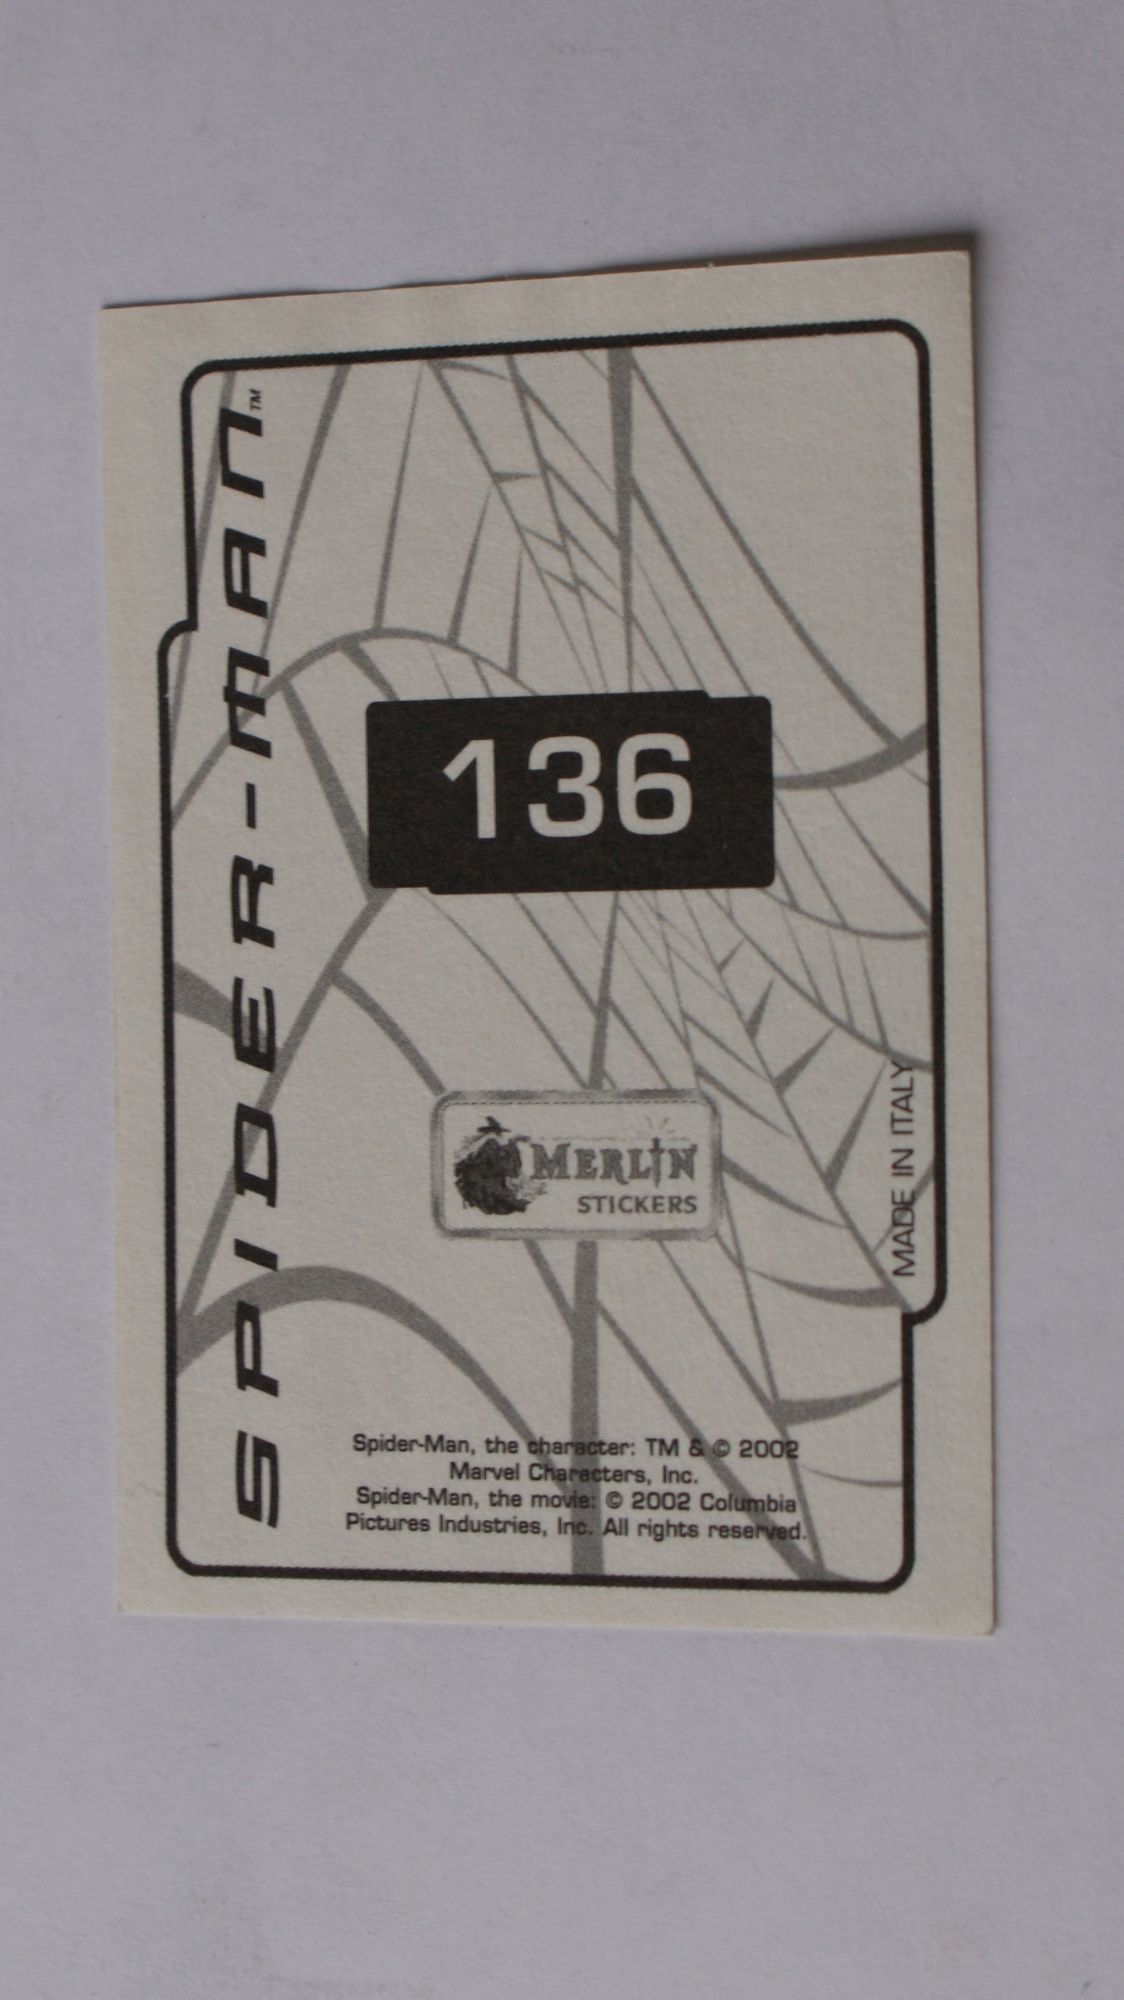 SPIDER-MAN™
136
MERLIN
STICKERS
MADE IN ITALY
Spider-Man, the character: TM & © 2002
Marvel Characters, Inc.
Spider-Man, the movie: © 2002 Columbia
Pictures Industries, Inc. All rights reserved.